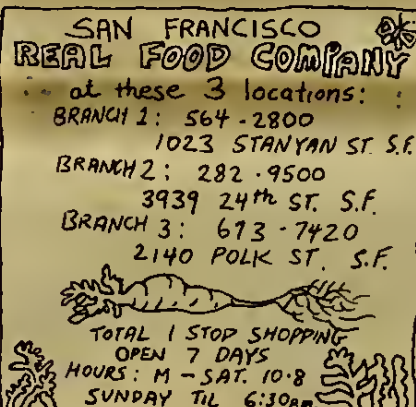 SAN FRANCISCO
REAL FOOD COMPANY
at these 3 locations:
BRANCH 1: 564-2800
1023 STANYAN ST. S.F.
BRANCH 2: 282-9500
3939 24th ST. S.F.
BRANCH 3: 673-7420
2140 POLK ST. S.F.
TOTAL 1 STOP SHOPPING
OPEN 7 DAYS
HOURS: M-SAT. 10-8
SUNDAY TIL 6:30PM